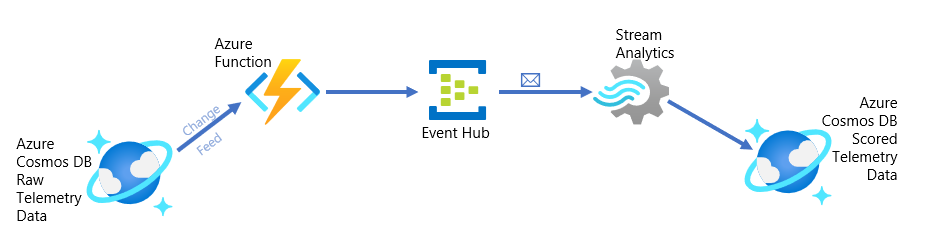 Azure
Cosmos DB
Raw
Telemetry
Data
Change
Feed
Azure
Function
Event Hub
Stream
Analytics
Azure
Cosmos DB
Scored
Telemetry
Data